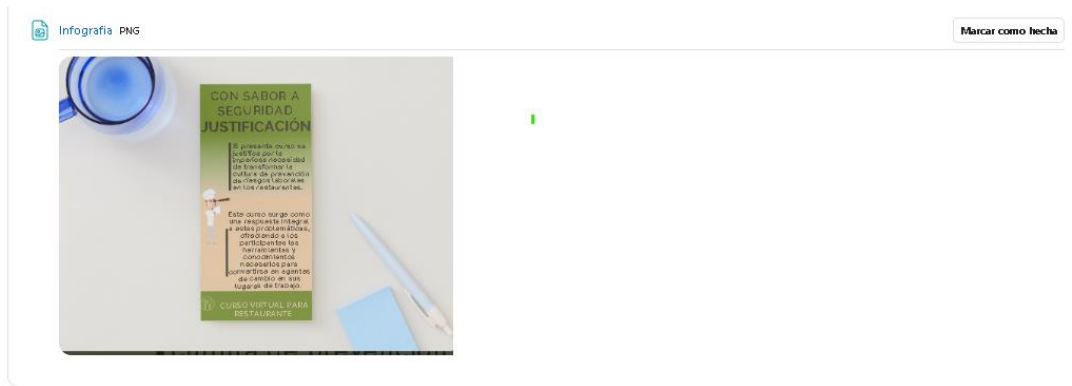 Infografia PNG
Marcar como hecha
CON SABOR A
SEGURIDAD
JUSTIFICACIÓN
El presente curso se
justifica por la
imperiosa necesidad
de transformar la
cultura de prevención
de riesgos laborales
en los restaurantes.
Este curso surge como
una respuesta integral
a estas problemáticas,
ofreciendo a los
participantes las
herramientas y
conocimientos
necesarios para
convertirse en agentes
de cambio en sus
lugares de trabajo.
CURSO VIRTUAL PARA
RESTAURANTE